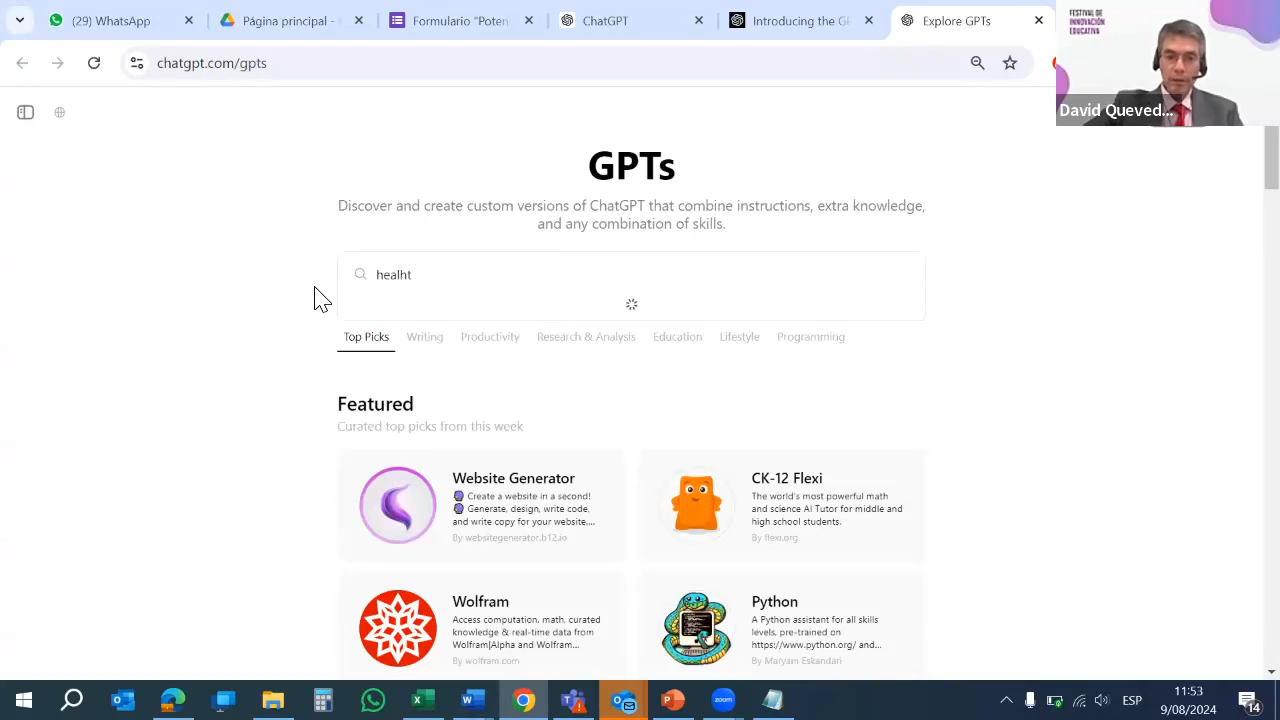 (29) WhatsApp
Página principal -
Formulario "Poten
ChatGPT
Introducing the G
Explore GPTs
FESTIVAL DE
INNOVACIÓN
EDUCATIVA
chatgpt.com/gpts
David Queved...
GPTs
Discover and create custom versions of ChatGPT that combine instructions, extra knowledge,
and any combination of skills.
healht
Top Picks Writing Productivity Research & Analysis Education Lifestyle Programming
Featured
Curated top picks from this week
Website Generator
Create a website in a second!
Generate, design, write code,
and write copy for your website,...
By websitegenerator.b12.io
CK-12 Flexi
The world's most powerful math
and science AI Tutor for middle and
high school students.
By flexi.org
Wolfram
Access computation, math, curated
knowledge & real-time data from
Wolfram|Alpha and Wolfram...
By wolfram.com
Python
A Python assistant for all skills
levels, pre-trained on
https://www.python.org/ and...
By Maryam Eskandari
zoom
ESP
11:53
9/08/2024
14